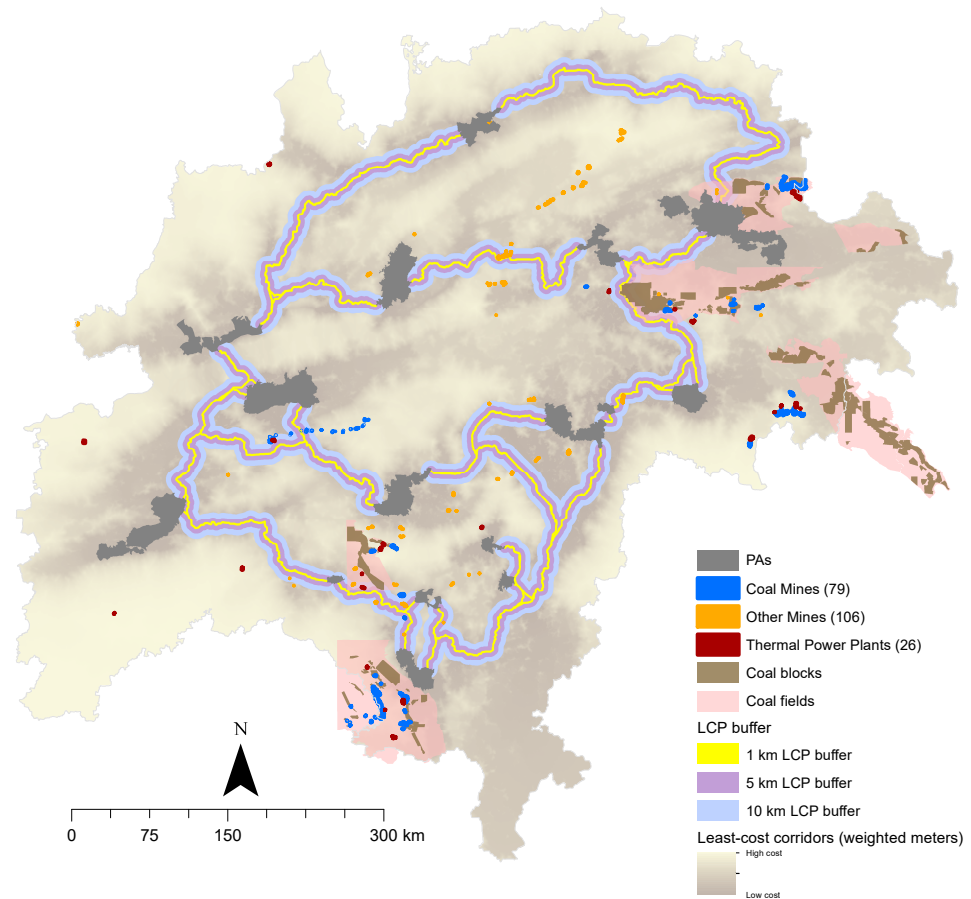 PAs
Coal Mines (79)
Other Mines (106)
Thermal Power Plants (26)
Coal blocks
Coal fields
LCP buffer
1 km LCP buffer
5 km LCP buffer
10 km LCP buffer
Least-cost corridors (weighted meters)
High cost
Low cost
N
0 75 150 300 km